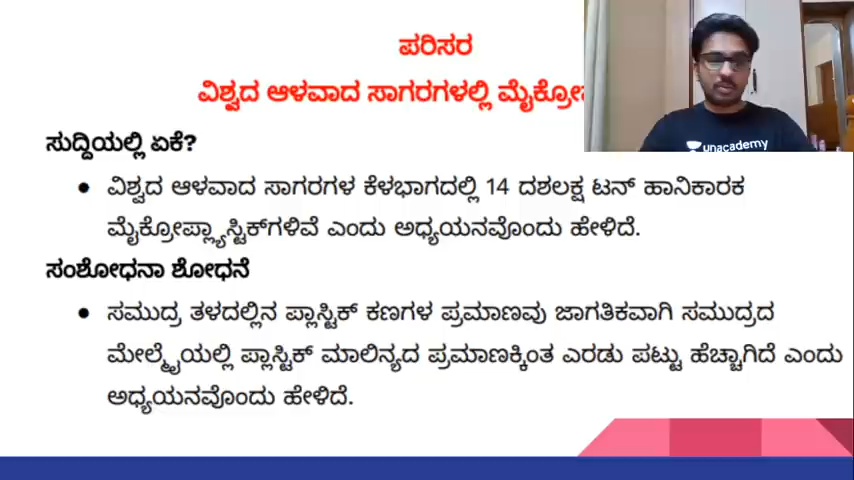 ಪರಿಸರ
ವಿಶ್ವದ ಆಳವಾದ ಸಾಗರಗಳಲ್ಲಿ
ಸುದ್ದಿಯಲ್ಲಿ ಏಕೆ?
● ವಿಶ್ವದ ಆಳವಾದ ಸಾಗರಗಳ ಕೆಳಭಾಗದಲ್ಲಿ 14 ದಶಲಕ್ಷ ಟನ್ ಹಾನಿಕಾರಕ
ಮೈಕ್ರೋಪ್ಲ್ಯಾಸ್ಟಿಕ್‌ಗಳಿವೆ ಎಂದು ಅಧ್ಯಯನವೊಂದು ಹೇಳಿದೆ.
ಸಂಶೋಧನಾ ಶೋಧನೆ
● ಸಮುದ್ರ ತಳದಲ್ಲಿನ ಪ್ಲಾಸ್ಟಿಕ್ ಕಣಗಳ ಪ್ರಮಾಣವು ಜಾಗತಿಕವಾಗಿ ಸಮುದ್ರದ
ಮೇಲ್ಮೈಯಲ್ಲಿ ಪ್ಲಾಸ್ಟಿಕ್ ಮಾಲಿನ್ಯದ ಪ್ರಮಾಣಕ್ಕಿಂತ ಎರಡು ಪಟ್ಟು ಹೆಚ್ಚಾಗಿದೆ ಎಂದು
ಅಧ್ಯಯನವೊಂದು ಹೇಳಿದೆ.
unacademy